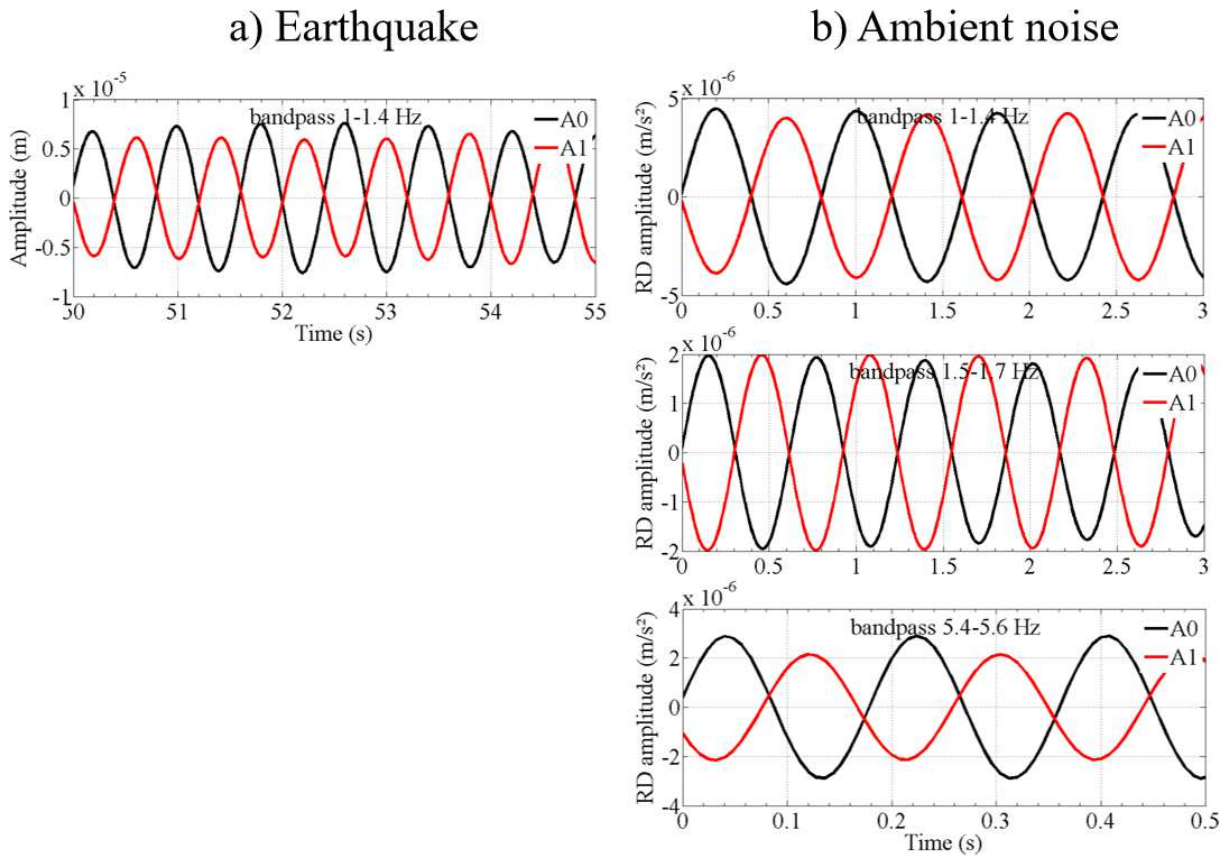 a) Earthquake
b) Ambient noise
x 10⁻⁵
bandpass 1-1.4 Hz
A0
A1
Amplitude (m)
1
0.5
0
-0.5
-1
50 51 52 53 54 55
Time (s)
x 10⁻⁶
bandpass 1-1.4 Hz
A0
A1
RD amplitude (m/s²)
5
0
-5
0 0.5 1 1.5 2 2.5 3
x 10⁻⁶
bandpass 1.5-1.7 Hz
A0
A1
RD amplitude (m/s²)
2
1
0
-1
-2
0 0.5 1 1.5 2 2.5 3
x 10⁻⁶
bandpass 5.4-5.6 Hz
A0
A1
RD amplitude (m/s²)
4
2
0
-2
-4
0 0.1 0.2 0.3 0.4 0.5
Time (s)